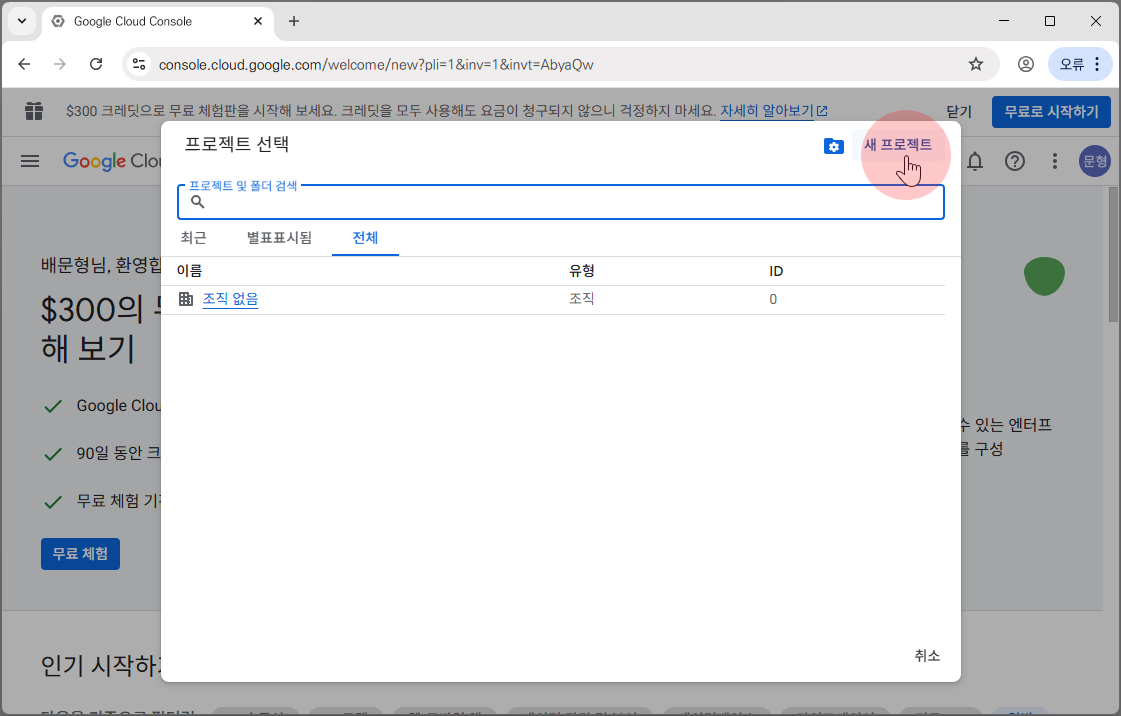 Google Cloud Console
console.cloud.google.com/welcome/new?pli=1&inv=1&invt=AbyaQw
오류
$300 크레딧으로 무료 체험판을 시작해 보세요. 크레딧을 모두 사용해도 요금이 청구되지 않으니 걱정하지 마세요. 자세히 알아보기
닫기
무료로 시작하기
Google Clou
문형
프로젝트 선택
새 프로젝트
프로젝트 및 폴더 검색
최근 별표표시됨 전체
이름 유형 ID
조직 없음 조직 0
배문형님, 환영합
$300의
해 보기
Google Clou
90일 동안 크
무료 체험
무료 체험
수 있는 엔터프
를 구성
취소
인기 시작하